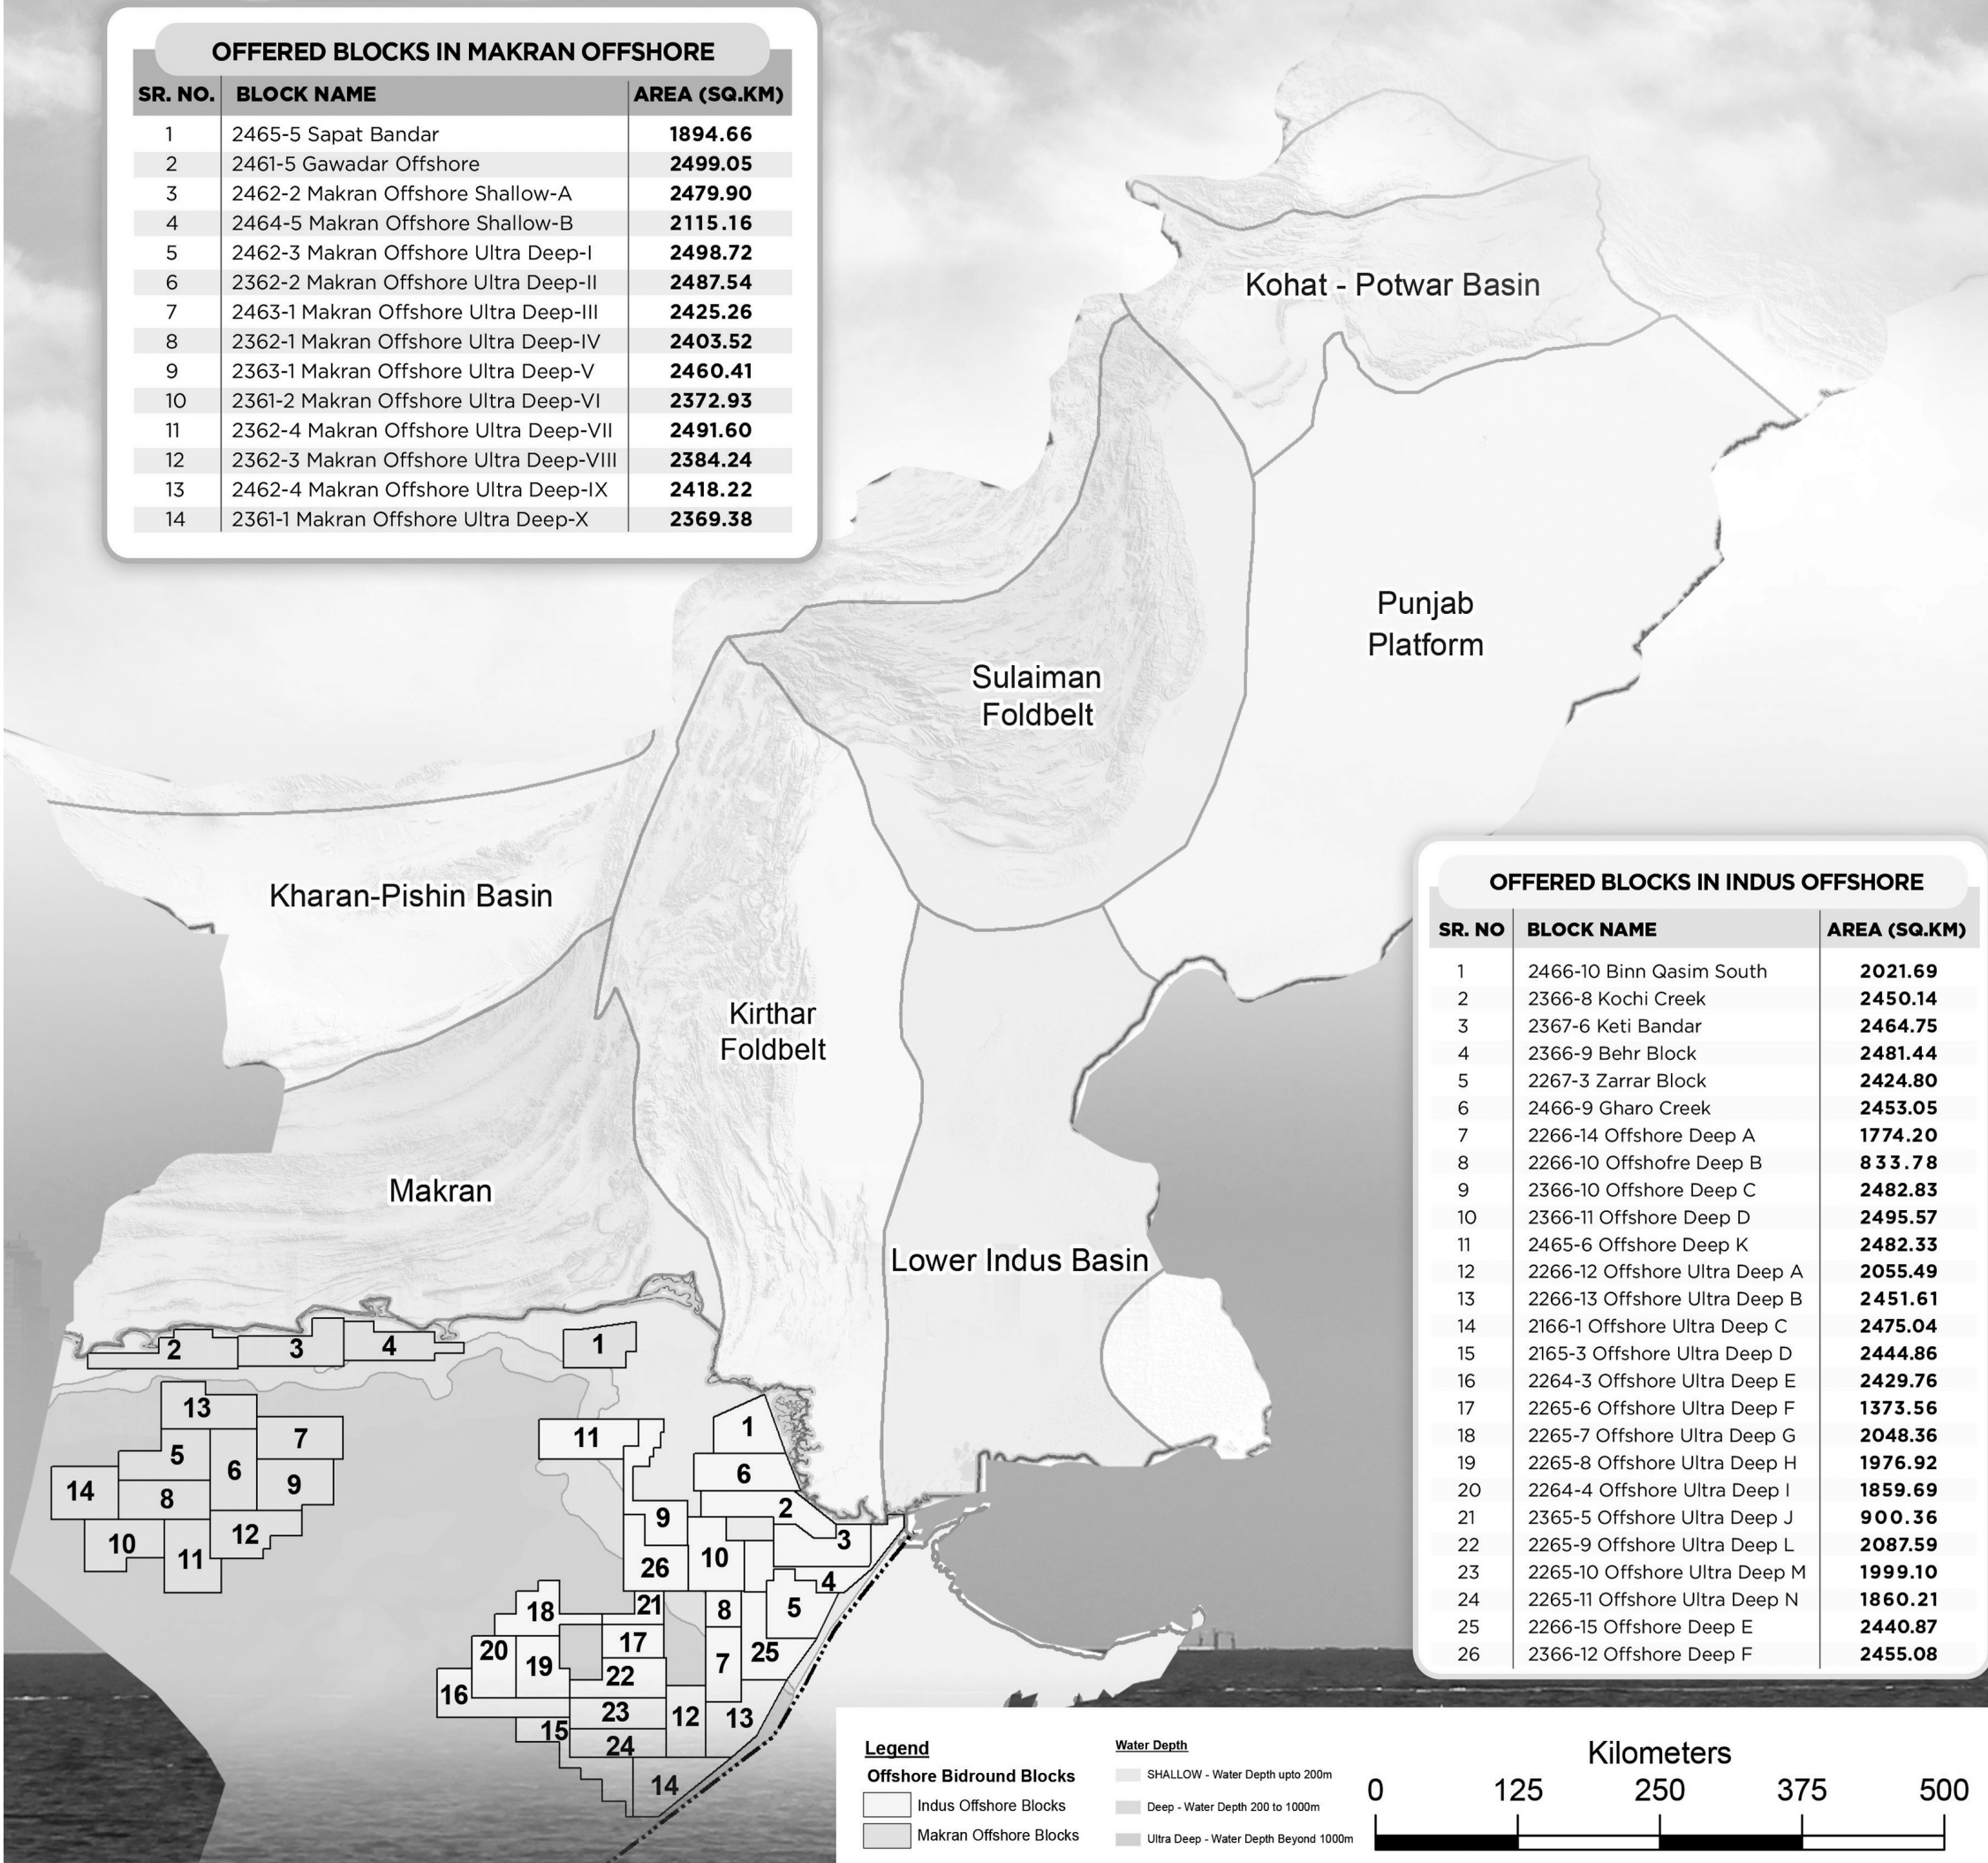 OFFERED BLOCKS IN MAKRAN OFFSHORE
SR. NO. BLOCK NAME AREA (SQ.KM)
1 2465-5 Sapat Bandar 1894.66
2 2461-5 Gawadar Offshore 2499.05
3 2462-2 Makran Offshore Shallow-A 2479.90
4 2464-5 Makran Offshore Shallow-B 2115.16
5 2462-3 Makran Offshore Ultra Deep-I 2498.72
6 2362-2 Makran Offshore Ultra Deep-II 2487.54
7 2463-1 Makran Offshore Ultra Deep-III 2425.26
8 2362-1 Makran Offshore Ultra Deep-IV 2403.52
9 2363-1 Makran Offshore Ultra Deep-V 2460.41
10 2361-2 Makran Offshore Ultra Deep-VI 2372.93
11 2362-4 Makran Offshore Ultra Deep-VII 2491.60
12 2362-3 Makran Offshore Ultra Deep-VIII 2384.24
13 2462-4 Makran Offshore Ultra Deep-IX 2418.22
14 2361-1 Makran Offshore Ultra Deep-X 2369.38
Kohat - Potwar Basin
Punjab
Platform
Sulaiman
Foldbelt
Kharan-Pishin Basin
Kirthar
Foldbelt
Makran
Lower Indus Basin
OFFERED BLOCKS IN INDUS OFFSHORE
SR. NO BLOCK NAME AREA (SQ.KM)
1 2466-10 Binn Qasim South 2021.69
2 2366-8 Kochi Creek 2450.14
3 2367-6 Keti Bandar 2464.75
4 2366-9 Behr Block 2481.44
5 2267-3 Zarrar Block 2424.80
6 2466-9 Gharo Creek 2453.05
7 2266-14 Offshore Deep A 1774.20
8 2266-10 Offshofre Deep B 833.78
9 2366-10 Offshore Deep C 2482.83
10 2366-11 Offshore Deep D 2495.57
11 2465-6 Offshore Deep K 2482.33
12 2266-12 Offshore Ultra Deep A 2055.49
13 2266-13 Offshore Ultra Deep B 2451.61
14 2166-1 Offshore Ultra Deep C 2475.04
15 2165-3 Offshore Ultra Deep D 2444.86
16 2264-3 Offshore Ultra Deep E 2429.76
17 2265-6 Offshore Ultra Deep F 1373.56
18 2265-7 Offshore Ultra Deep G 2048.36
19 2265-8 Offshore Ultra Deep H 1976.92
20 2264-4 Offshore Ultra Deep I 1859.69
21 2365-5 Offshore Ultra Deep J 900.36
22 2265-9 Offshore Ultra Deep L 2087.59
23 2265-10 Offshore Ultra Deep M 1999.10
24 2265-11 Offshore Ultra Deep N 1860.21
25 2266-15 Offshore Deep E 2440.87
26 2366-12 Offshore Deep F 2455.08
2 3 4 1
13
7
5
6
9
14
8
12
10
11
11
1
6
2
9
3
10
26
4
21
8
5
18
17
25
20
19
22
7
16
23
12
13
15
24
14
Legend
Offshore Bidround Blocks
Indus Offshore Blocks
Makran Offshore Blocks
Water Depth
SHALLOW - Water Depth upto 200m
Deep - Water Depth 200 to 1000m
Ultra Deep - Water Depth Beyond 1000m
Kilometers
0 125 250 375 500